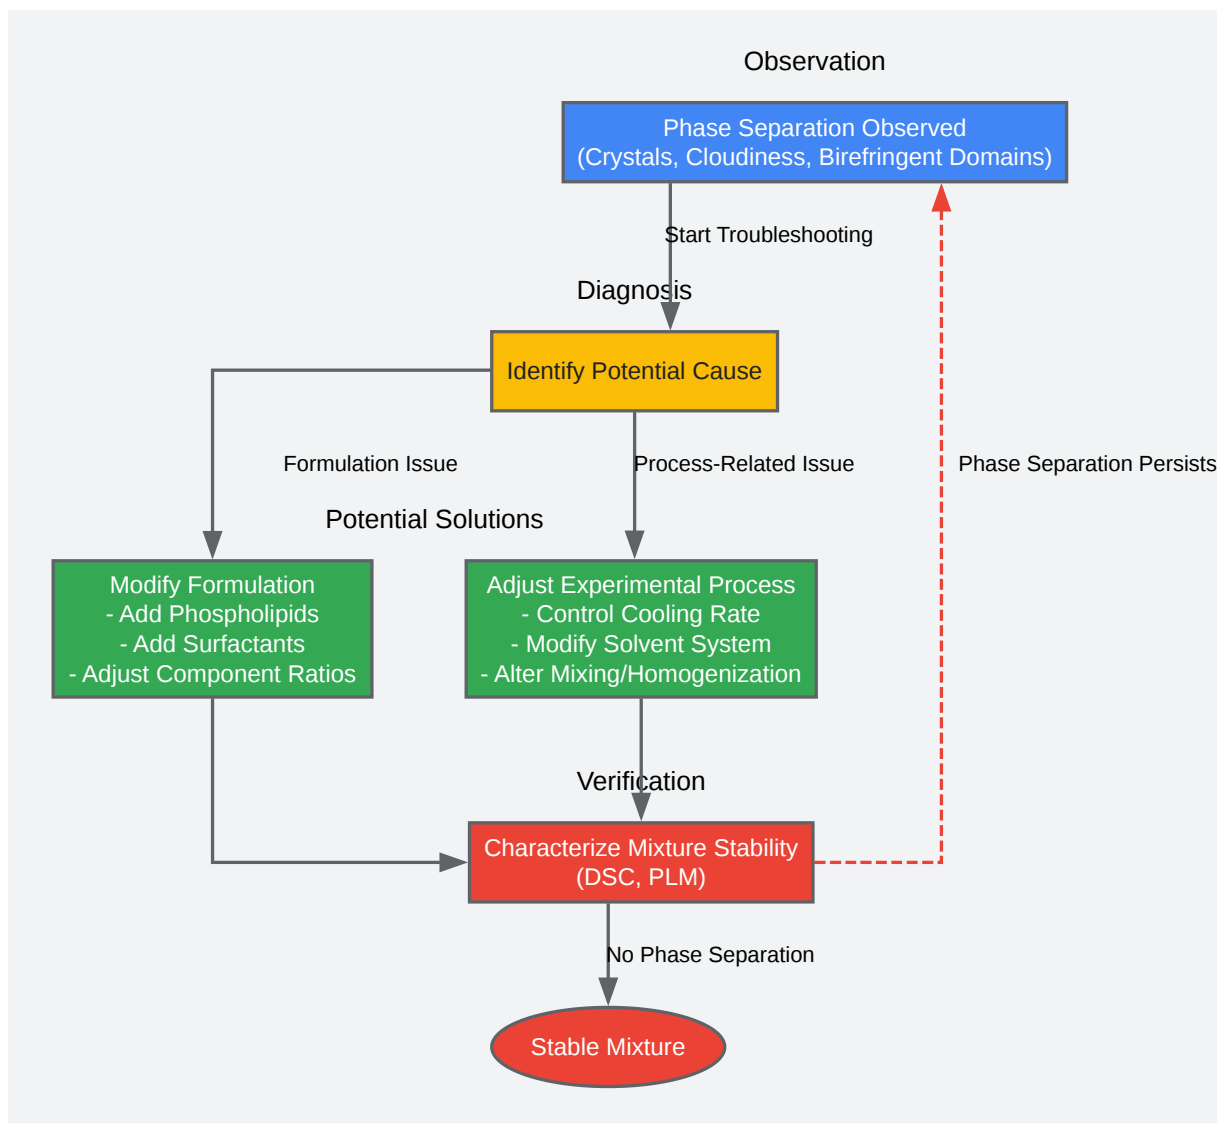 Observation
Phase Separation Observed
(Crystals, Cloudiness, Birefringent Domains)
Start Troubleshooting
Diagnosis
Identify Potential Cause
Formulation Issue
Process-Related Issue
Phase Separation Persists
Potential Solutions
Modify Formulation
- Add Phospholipids
- Add Surfactants
- Adjust Component Ratios
Adjust Experimental Process
- Control Cooling Rate
- Modify Solvent System
- Alter Mixing/Homogenization
Verification
Characterize Mixture Stability
(DSC, PLM)
No Phase Separation
Stable Mixture